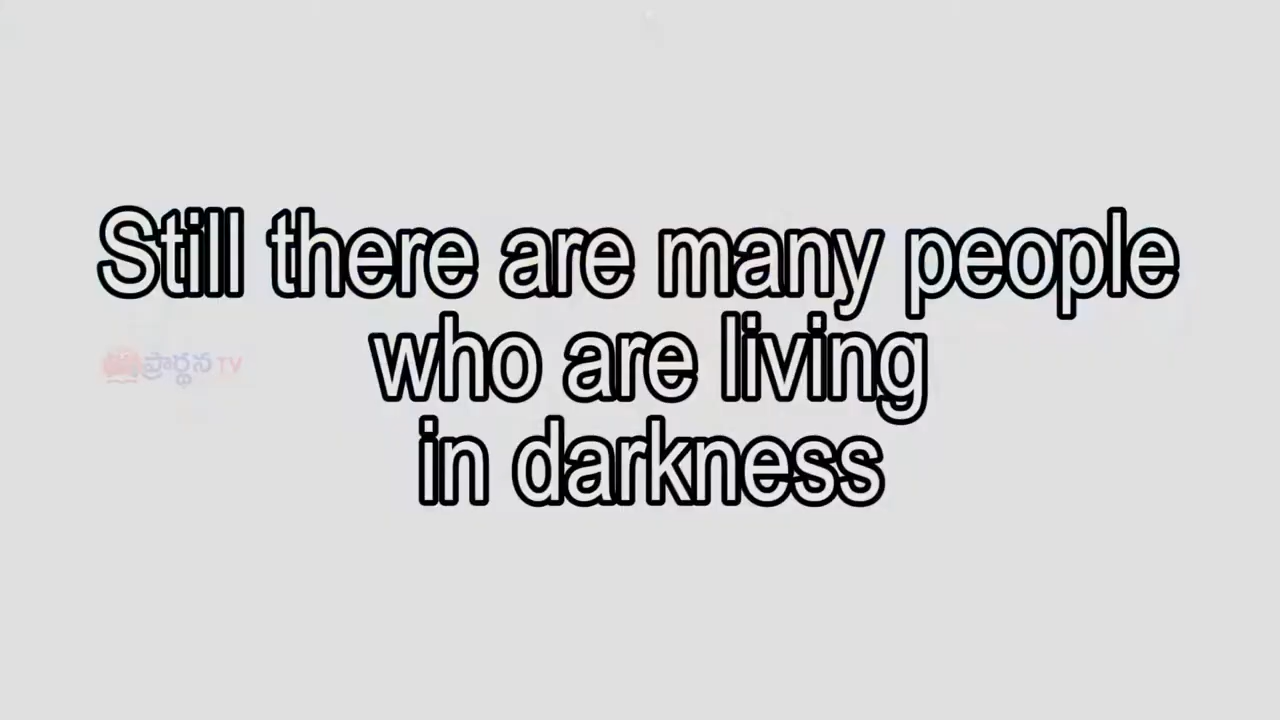 Still there are many people
who are living
ప్రార్థన TV
in darkness